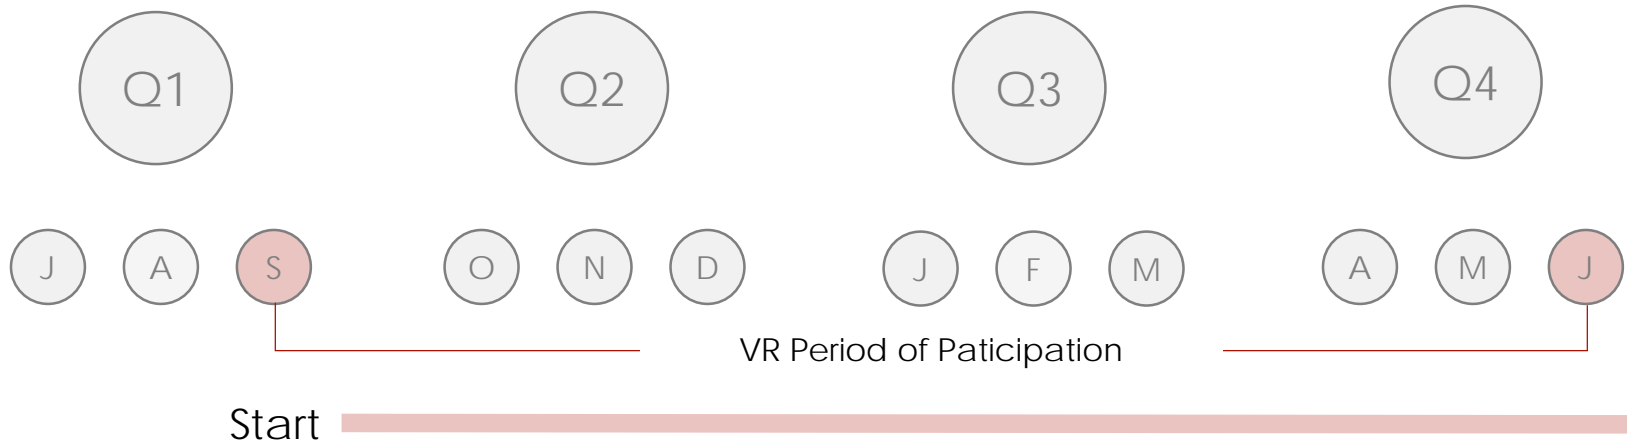 Q1 Q2 Q3 Q4
J A S O N D J F M A M J
VR Period of Paticipation
Start